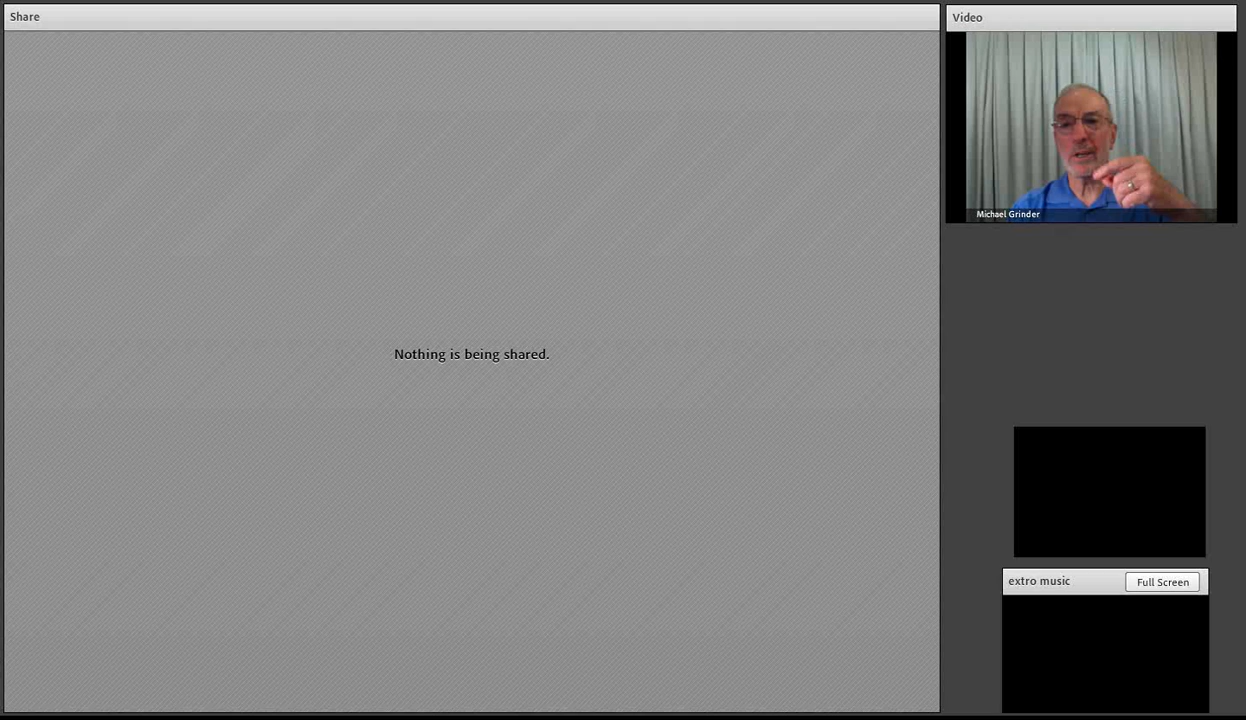 Share
Video
Michael Grinder
Nothing is being shared.
extro music
Full Screen